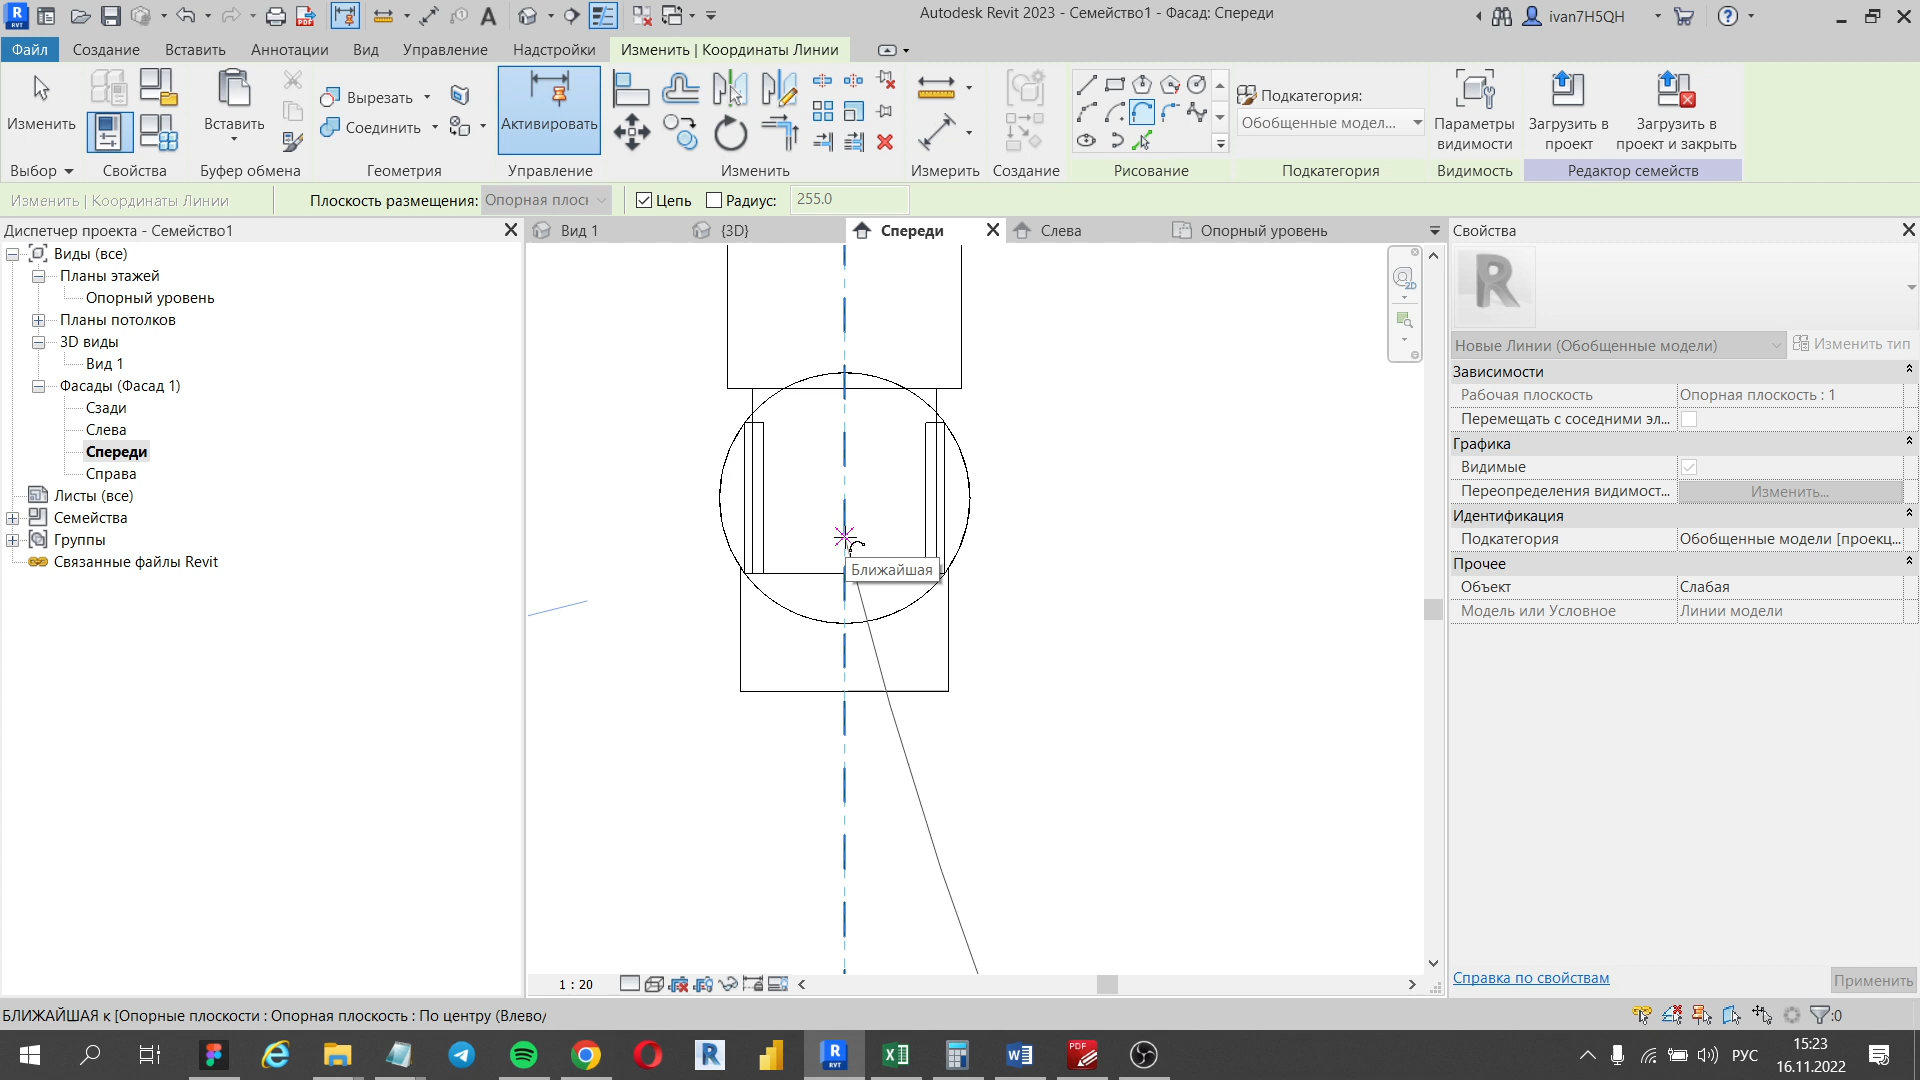 Autodesk Revit 2023 - Семейство1 - Фасад: Спереди
ivan7H5QH
Файл
Создание
Вставить
Аннотации
Вид
Управление
Надстройки
Изменить | Координаты Линии
Изменить
Вставить
Вырезать
Соединить
Активировать
Подкатегория:
Обобщенные модел...
Параметры видимости
Загрузить в проект
Загрузить в проект и закрыть
Выбор
Свойства
Буфер обмена
Геометрия
Управление
Изменить
Измерить
Создание
Рисование
Подкатегория
Видимость
Редактор семейств
Изменить | Координаты Линии
Плоскость размещения:
Опорная плос
Цепь
Радиус:
255.0
Диспетчер проекта - Семейство1
Виды (все)
Планы этажей
Опорный уровень
Планы потолков
3D виды
Вид 1
Фасады (Фасад 1)
Сзади
Слева
Спереди
Справа
Листы (все)
Семейства
Группы
Связанные файлы Revit
Вид 1
{3D}
Спереди
Слева
Опорный уровень
2D
Ближайшая
1 : 20
Свойства
Новые Линии (Обобщенные модели)
Изменить тип
Зависимости
Рабочая плоскость
Опорная плоскость : 1
Перемещать с соседними эл...
Графика
Видимые
Переопределения видимост...
Изменить...
Идентификация
Подкатегория
Обобщенные модели [проекц...
Прочее
Объект
Слабая
Модель или Условное
Линии модели
Справка по свойствам
Применить
БЛИЖАЙШАЯ к [Опорные плоскости : Опорная плоскость : По центру (Влево/
:0
РУС
15:23
16.11.2022